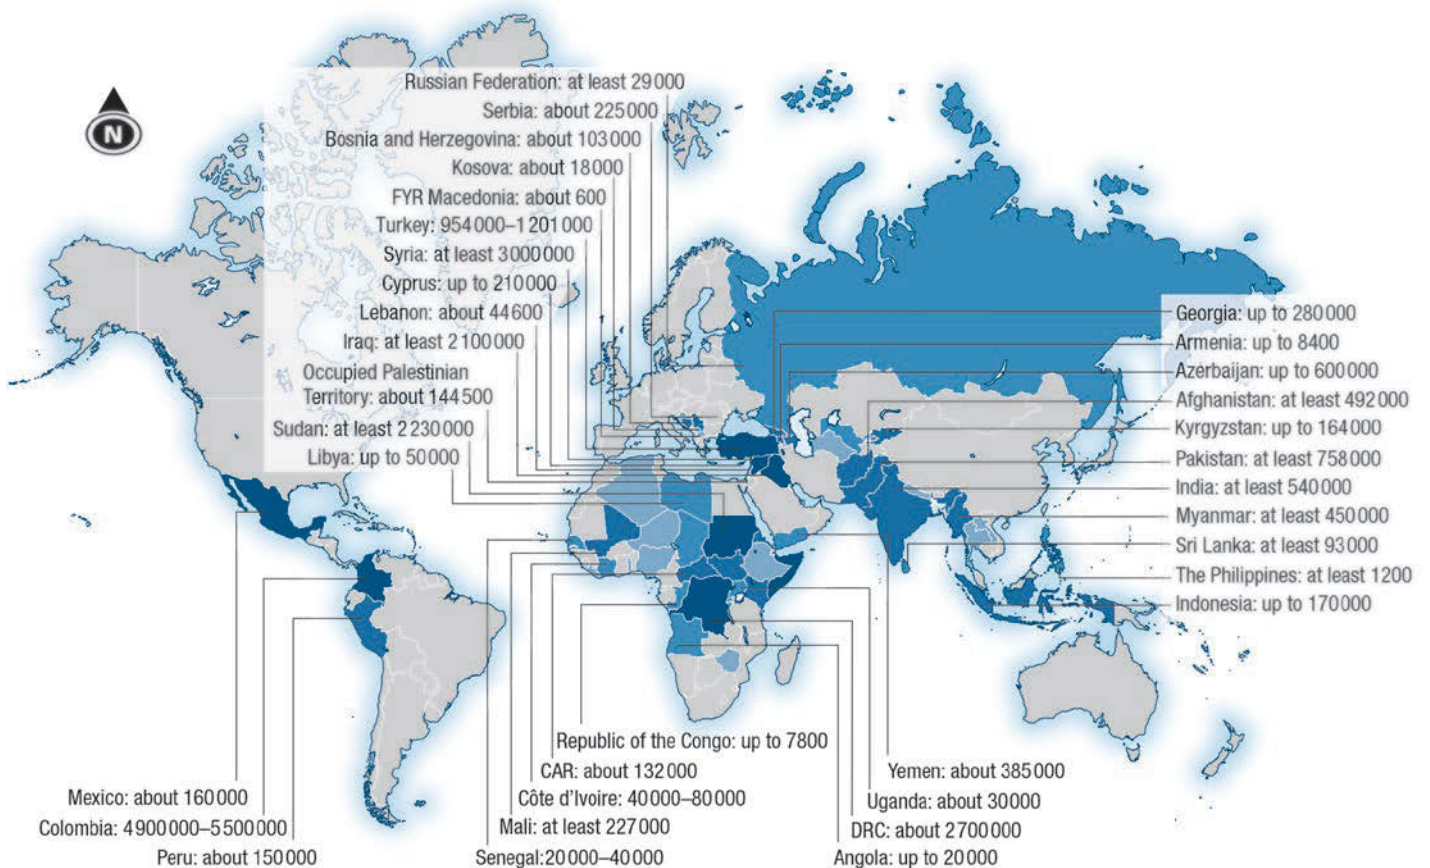 N
Russian Federation: at least 29 000
Serbia: about 225 000
Bosnia and Herzegovina: about 103 000
Kosova: about 18 000
FYR Macedonia: about 600
Turkey: 954 000–1 201 000
Syria: at least 3 000 000
Cyprus: up to 210 000
Lebanon: about 44 600
Iraq: at least 2 100 000
Occupied Palestinian
Territory: about 144 500
Sudan: at least 2 230 000
Libya: up to 50 000
Georgia: up to 280 000
Armenia: up to 8400
Azerbaijan: up to 600 000
Afghanistan: at least 492 000
Kyrgyzstan: up to 164 000
Pakistan: at least 758 000
India: at least 540 000
Myanmar: at least 450 000
Sri Lanka: at least 93 000
The Philippines: at least 1200
Indonesia: up to 170 000
Mexico: about 160 000
Colombia: 4 900 000–5 500 000
Peru: about 150 000
Republic of the Congo: up to 7800
CAR: about 132 000
Côte d'Ivoire: 40 000–80 000
Mali: at least 227 000
Senegal:20 000–40 000
Yemen: about 385 000
Uganda: about 30 000
DRC: about 2 700 000
Angola: up to 20 000